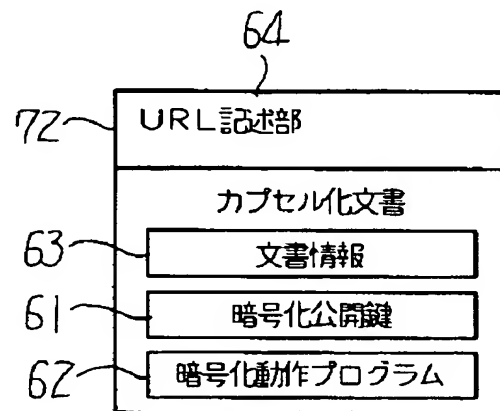 64
72
URL記述部
カプセル化文書
63
文書情報
61
暗号化公開鍵
62
暗号化動作プログラム